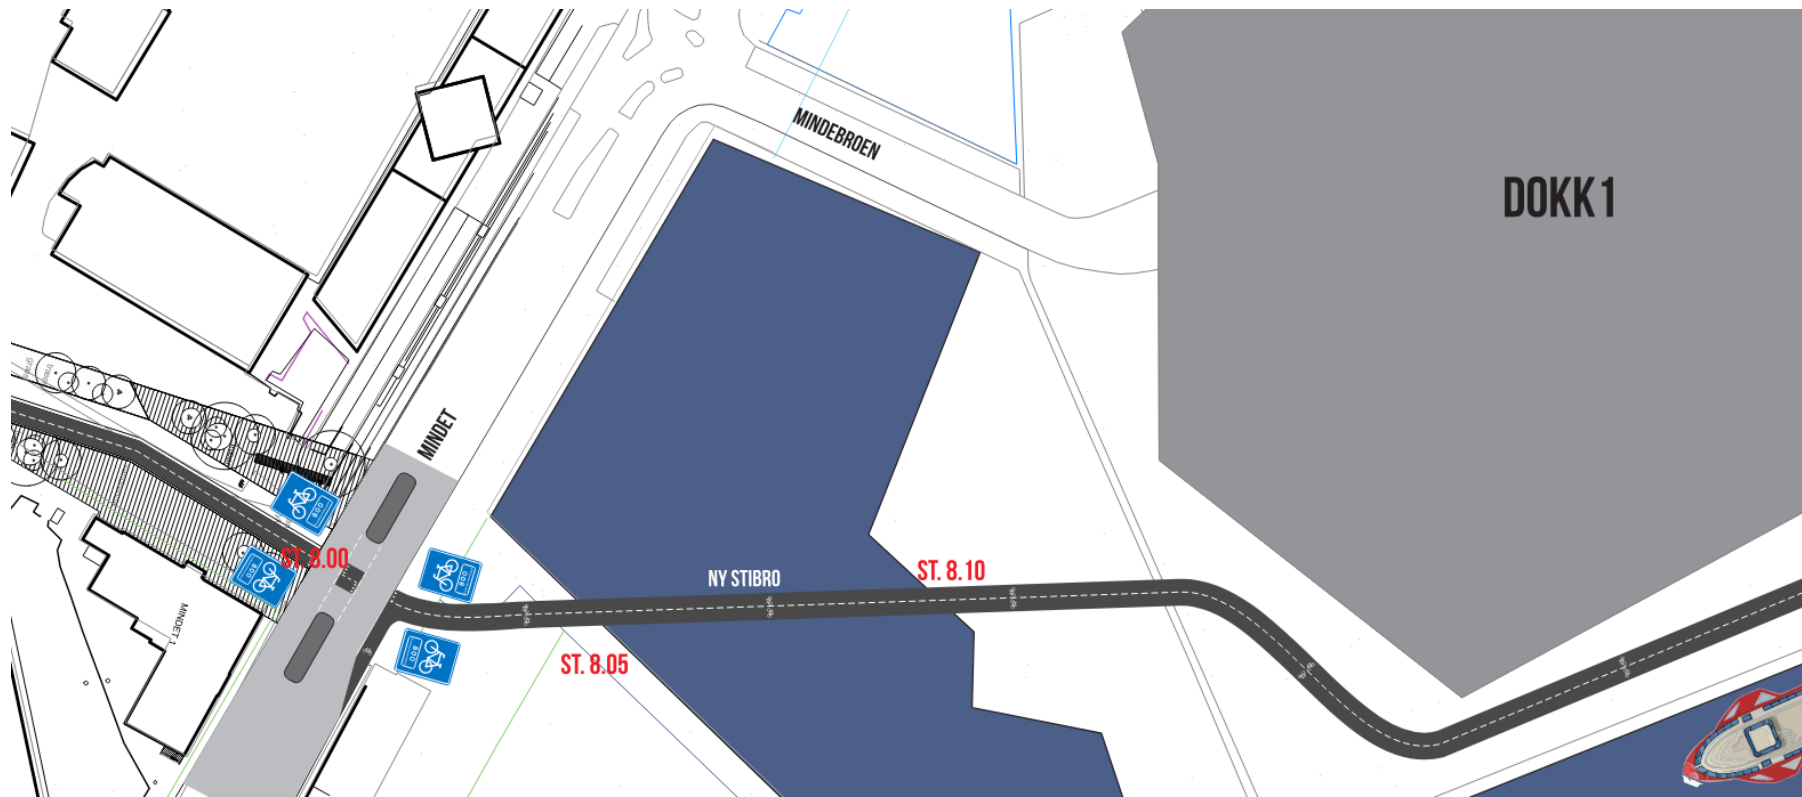 MINDEBROEN
DOKK1
MINDET
ST. 8.00
NY STIBRO
ST. 8.10
ST. 8.05
MINDET 1